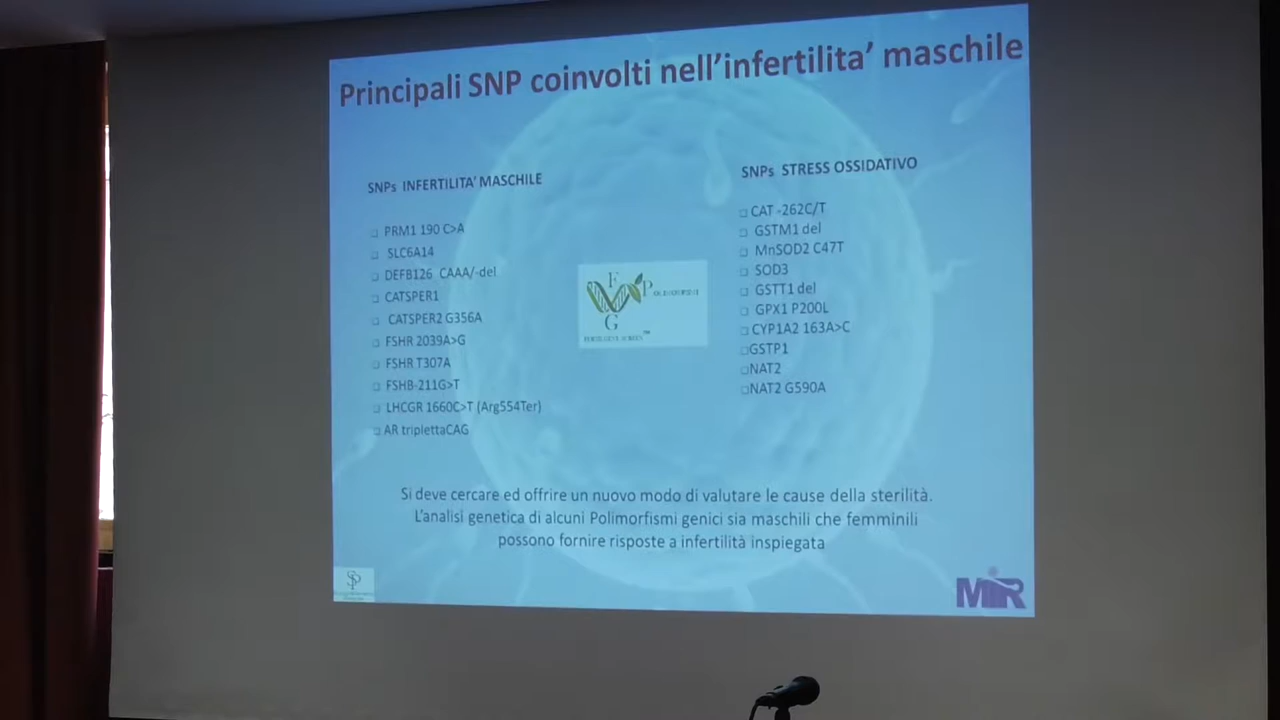 Principali SNP coinvolti nell'infertilita' maschile
SNPs INFERTILITA' MASCHILE
PRM1 190 C>A
SLC6A14
DEFB126 CAAA/-del
CATSPER1
CATSPER2 G356A
FSHR 2039A>G
FSHR T307A
FSHB-211G>T
LHCGR 1660C>T (Arg554Ter)
AR triplettaCAG
SNPs STRESS OSSIDATIVO
CAT -262C/T
GSTM1 del
MnSOD2 C47T
SOD3
GSTT1 del
GPX1 P200L
CYP1A2 163A>C
GSTP1
NAT2
NAT2 G590A
F
P
G
Si deve cercare ed offrire un nuovo modo di valutare le cause della sterilità.
L'analisi genetica di alcuni Polimorfismi genici sia maschili che femminili
possono fornire risposte a infertilità inspiegata
SP
MiR